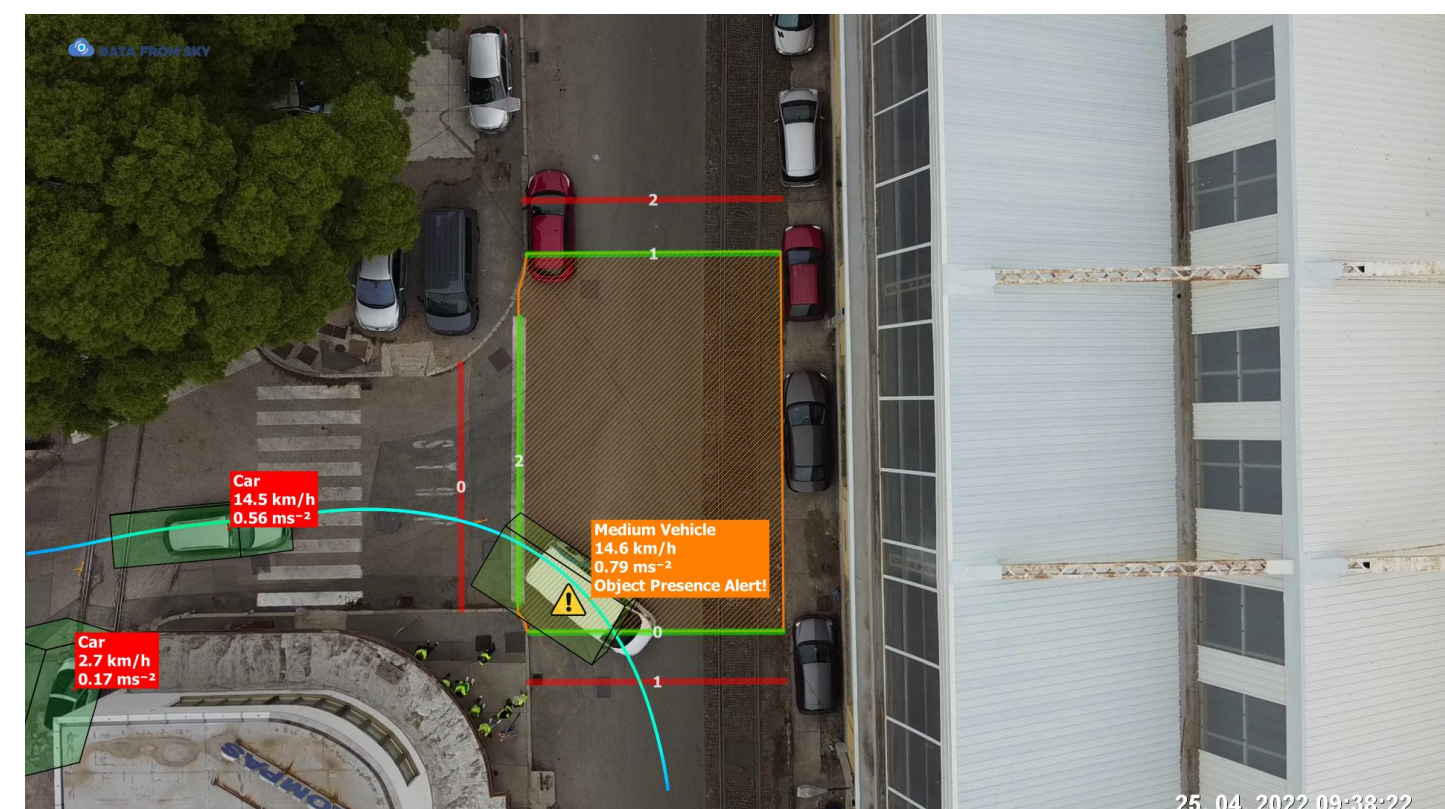 DATA FROM SKY
2
1
2
Car
14.5 km/h
0.56 ms⁻²
0
Medium Vehicle
14.6 km/h
0.79 ms⁻²
Object Presence Alert!
0
Car
2.7 km/h
0.17 ms⁻²
1
OMPAS
25. 04. 2022 09:38:22